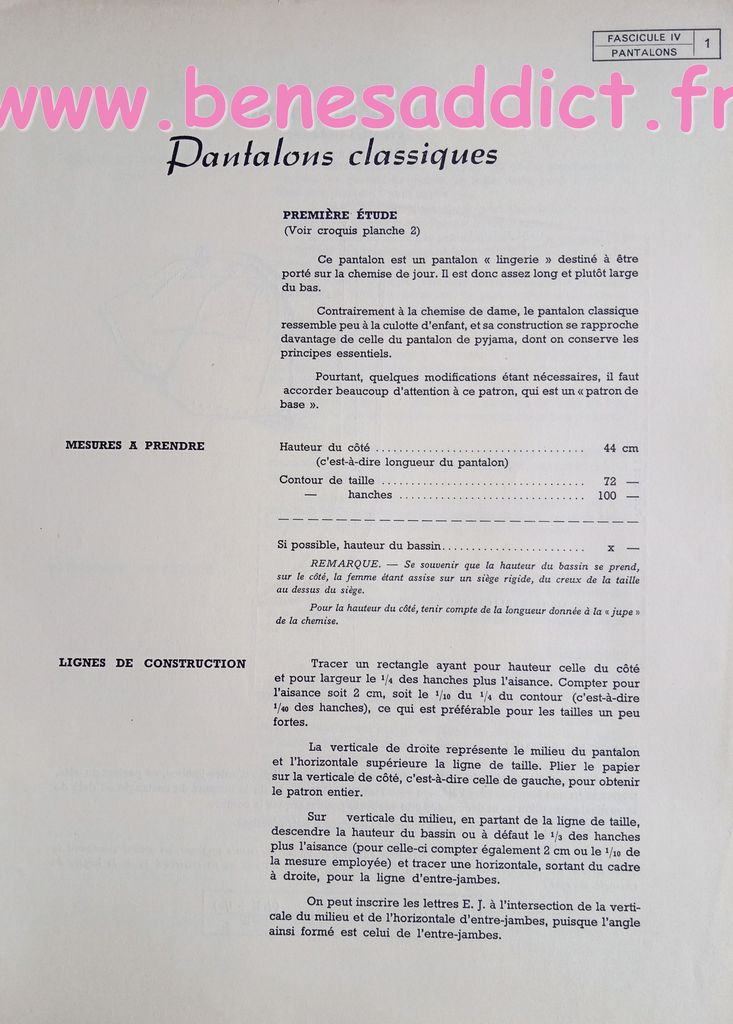 FASCICULE IV
PANTALONS
1
www.benesaddict.fr
Pantalons classiques
PREMIÈRE ÉTUDE
(Voir croquis planche 2)
Ce pantalon est un pantalon « lingerie » destiné à être
porté sur la chemise de jour. Il est donc assez long et plutôt large
du bas.
Contrairement à la chemise de dame, le pantalon classique
ressemble peu à la culotte d'enfant, et sa construction se rapproche
davantage de celle du pantalon de pyjama, dont on conserve les
principes essentiels.
Pourtant, quelques modifications étant nécessaires, il faut
accorder beaucoup d'attention à ce patron, qui est un « patron de
base ».
MESURES A PRENDRE
Hauteur du côté .................................. 44 cm
(c'est-à-dire longueur du pantalon)
Contour de taille ................................. 72 —
— hanches .............................. 100 —
Si possible, hauteur du bassin........................ x —
REMARQUE. — Se souvenir que la hauteur du bassin se prend,
sur le côté, la femme étant assise sur un siège rigide, du creux de la taille
au dessus du siège.
Pour la hauteur du côté, tenir compte de la longueur donnée à la « jupe »
de la chemise.
LIGNES DE CONSTRUCTION
Tracer un rectangle ayant pour hauteur celle du côté
et pour largeur le 1/4 des hanches plus l'aisance. Compter pour
l'aisance soit 2 cm, soit le 1/10 du 1/4 du contour (c'est-à-dire
1/40 des hanches), ce qui est préférable pour les tailles un peu
fortes.
La verticale de droite représente le milieu du pantalon
et l'horizontale supérieure la ligne de taille. Plier le papier
sur la verticale de côté, c'est-à-dire celle de gauche, pour obtenir
le patron entier.
Sur verticale du milieu, en partant de la ligne de taille,
descendre la hauteur du bassin ou à défaut le 1/3 des hanches
plus l'aisance (pour celle-ci compter également 2 cm ou le 1/10 de
la mesure employée) et tracer une horizontale, sortant du cadre
à droite, pour la ligne d'entre-jambes.
On peut inscrire les lettres E. J. à l'intersection de la verti-
cale du milieu et de l'horizontale d'entre-jambes, puisque l'angle
ainsi formé est celui de l'entre-jambes.